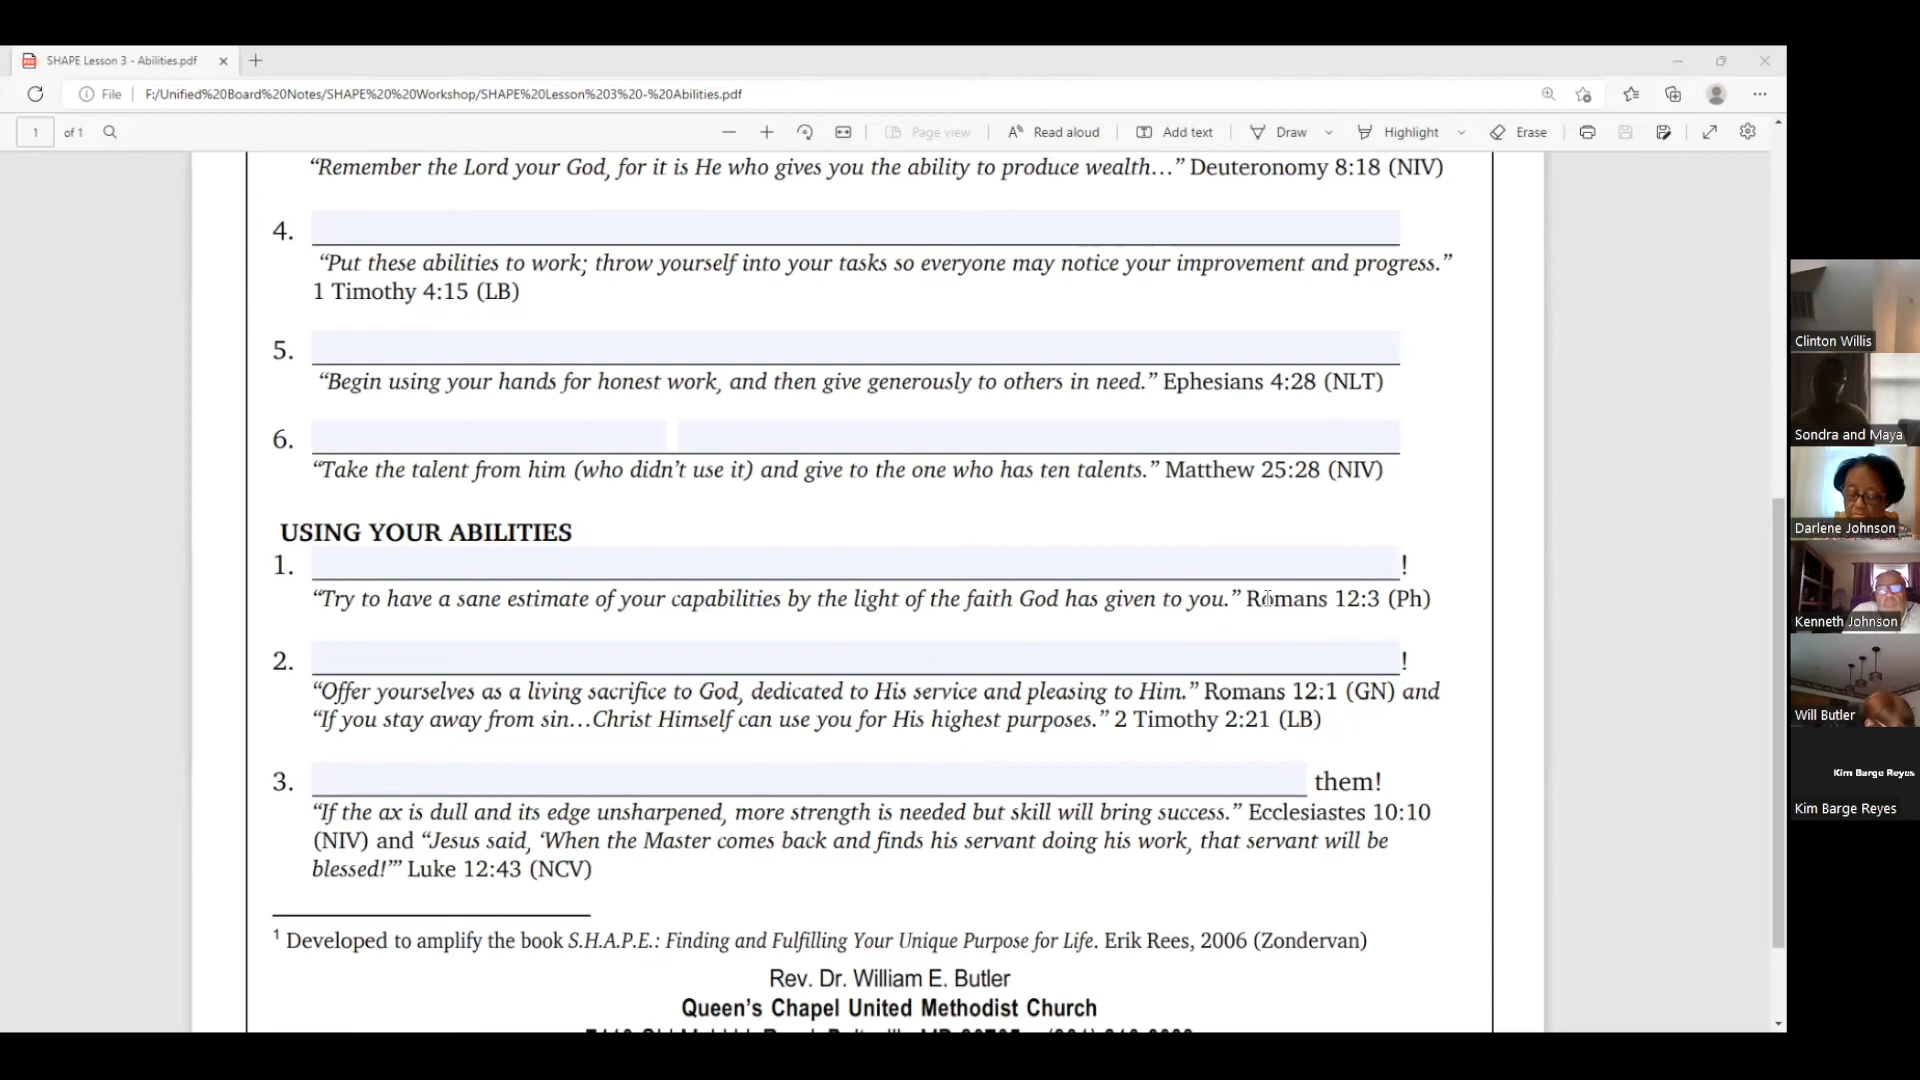 SHAPE Lesson 3 - Abilities.pdf
File F:/Unified%20Board%20Notes/SHAPE%20%20Workshop/SHAPE%20Lesson%203%20-%20Abilities.pdf
1 of 1 Page view Read aloud Add text Draw Highlight Erase
“Remember the Lord your God, for it is He who gives you the ability to produce wealth…” Deuteronomy 8:18 (NIV)
4.
“Put these abilities to work; throw yourself into your tasks so everyone may notice your improvement and progress.”
1 Timothy 4:15 (LB)
5.
“Begin using your hands for honest work, and then give generously to others in need.” Ephesians 4:28 (NLT)
6.
“Take the talent from him (who didn’t use it) and give to the one who has ten talents.” Matthew 25:28 (NIV)
USING YOUR ABILITIES
1. !
“Try to have a sane estimate of your capabilities by the light of the faith God has given to you.” Romans 12:3 (Ph)
2. !
“Offer yourselves as a living sacrifice to God, dedicated to His service and pleasing to Him.” Romans 12:1 (GN) and
“If you stay away from sin…Christ Himself can use you for His highest purposes.” 2 Timothy 2:21 (LB)
3. them!
“If the ax is dull and its edge unsharpened, more strength is needed but skill will bring success.” Ecclesiastes 10:10
(NIV) and “Jesus said, ‘When the Master comes back and finds his servant doing his work, that servant will be
blessed!’” Luke 12:43 (NCV)
1 Developed to amplify the book S.H.A.P.E.: Finding and Fulfilling Your Unique Purpose for Life. Erik Rees, 2006 (Zondervan)
Rev. Dr. William E. Butler
Queen’s Chapel United Methodist Church
Clinton Willis
Sondra and Maya
Darlene Johnson
Kenneth Johnson
Will Butler
Kim Barge Reyes
Kim Barge Reyes